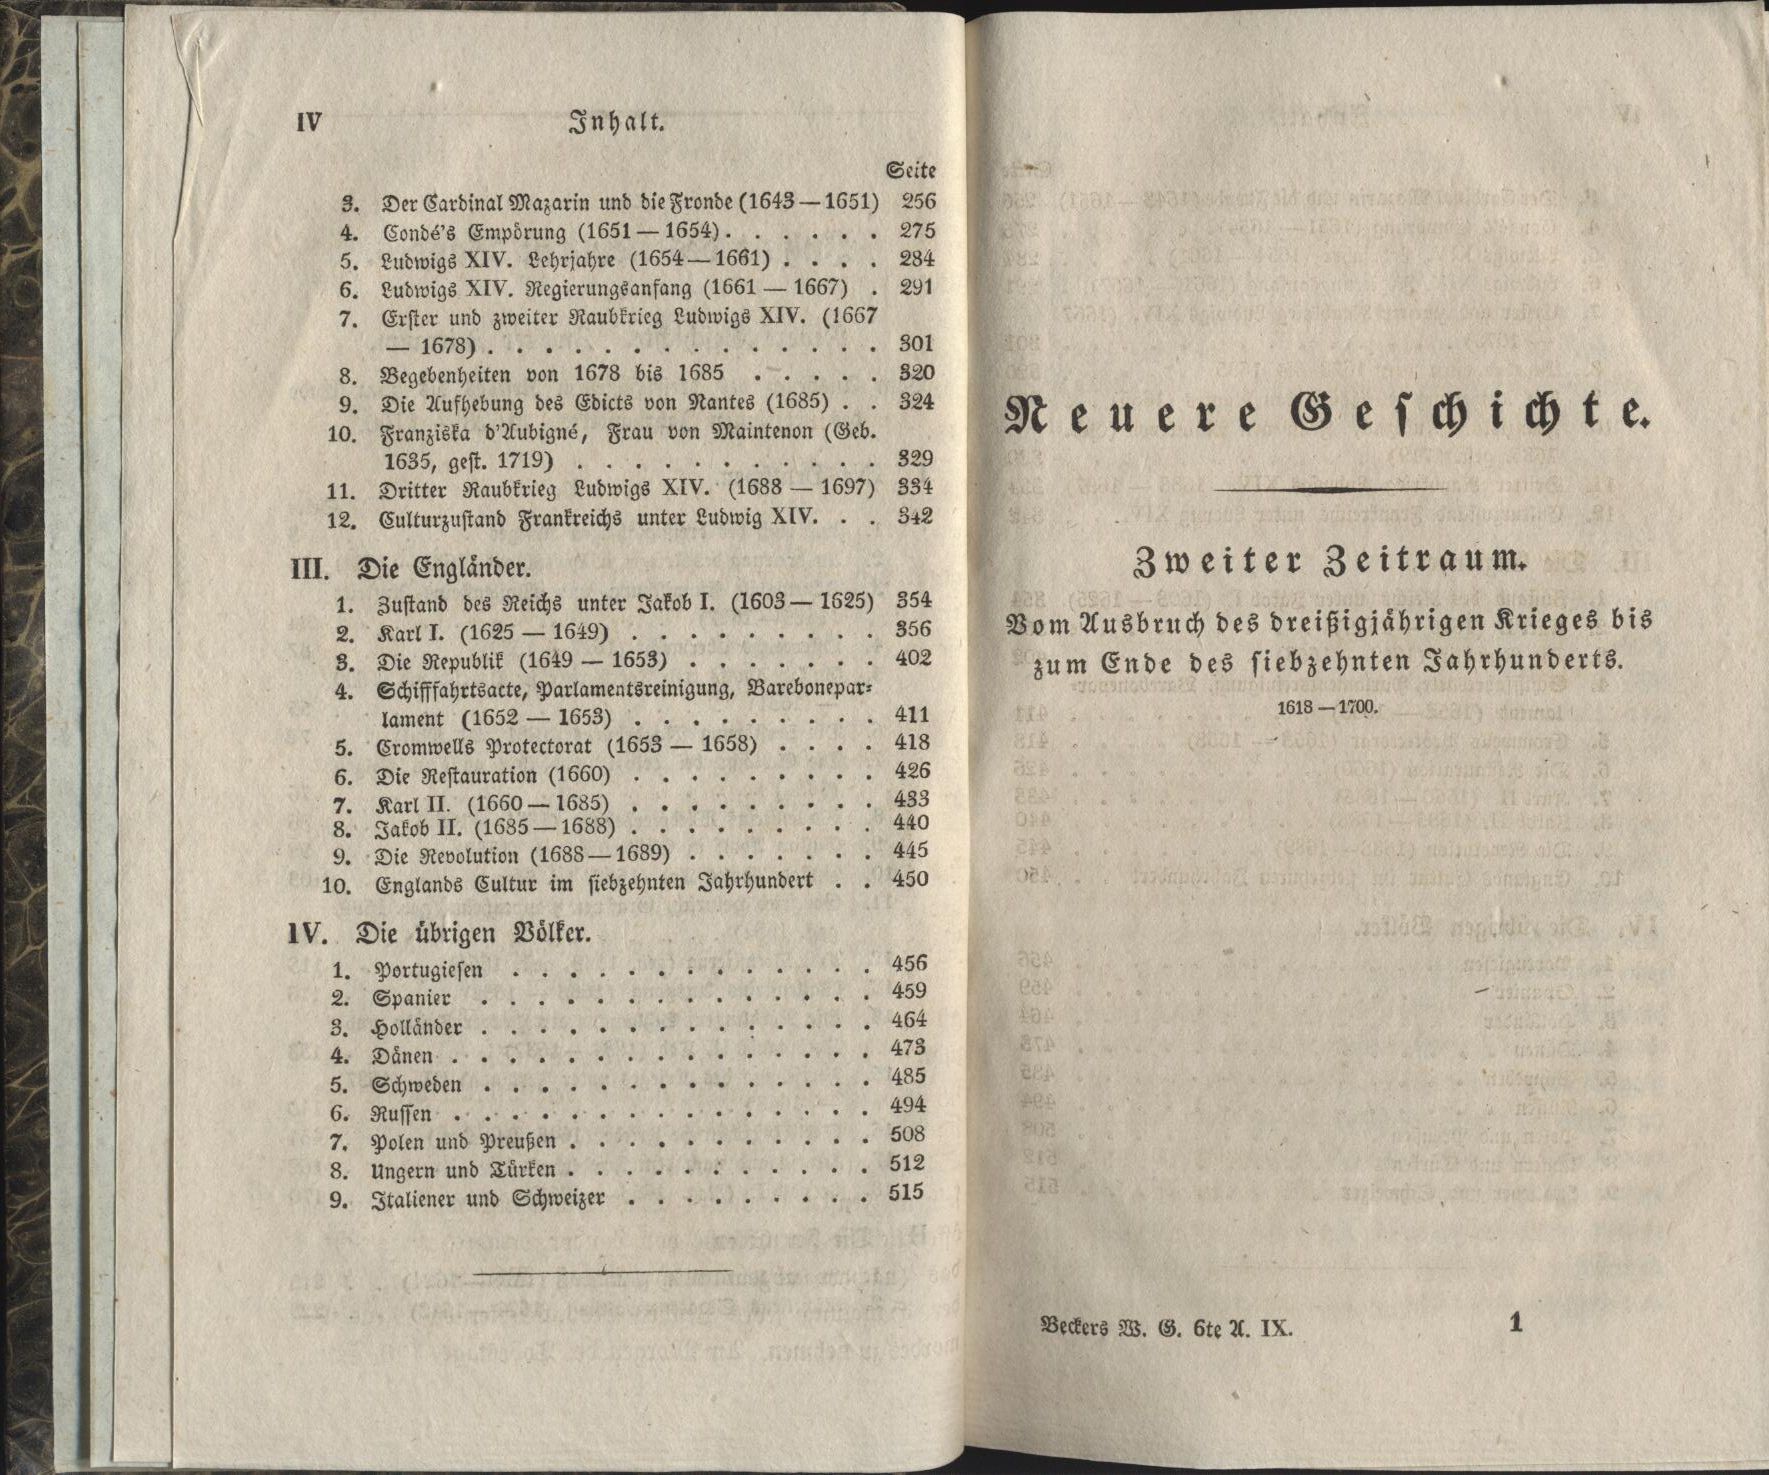 IV Inhalt.
Seite
3. Der Cardinal Mazarin und die Fronde (1643 — 1651) 256
4. Condé's Empörung (1651 — 1654) . . . . . . 275
5. Ludwigs XIV. Lehrjahre (1654 — 1661) . . . . 284
6. Ludwigs XIV. Regierungsanfang (1661 — 1667) . 291
7. Erster und zweiter Raubkrieg Ludwigs XIV. (1667
— 1678) . . . . . . . . . . . . . . 301
8. Begebenheiten von 1678 bis 1685 . . . . . 320
9. Die Aufhebung des Edicts von Nantes (1685) . . 324
10. Franziska d'Aubigné, Frau von Maintenon (Geb.
1635, gest. 1719) . . . . . . . . . . . 329
11. Dritter Raubkrieg Ludwigs XIV. (1688 — 1697) 334
12. Culturzustand Frankreichs unter Ludwig XIV. . . 342
III. Die Engländer.
1. Zustand des Reichs unter Jakob I. (1603 — 1625) 354
2. Karl I. (1625 — 1649) . . . . . . . . . 356
3. Die Republik (1649 — 1653) . . . . . . . 402
4. Schifffahrtsacte, Parlamentsreinigung, Barebonepar-
lament (1652 — 1653) . . . . . . . . . 411
5. Cromwells Protectorat (1653 — 1658) . . . . 418
6. Die Restauration (1660) . . . . . . . . . 426
7. Karl II. (1660 — 1685) . . . . . . . . . 433
8. Jakob II. (1685 — 1688) . . . . . . . . . 440
9. Die Revolution (1688 — 1689) . . . . . . . 445
10. Englands Cultur im siebzehnten Jahrhundert . . 450
IV. Die übrigen Völker.
1. Portugiesen . . . . . . . . . . . . . 456
2. Spanier . . . . . . . . . . . . . . 459
3. Holländer . . . . . . . . . . . . . . 464
4. Dänen . . . . . . . . . . . . . . . 473
5. Schweden . . . . . . . . . . . . . . 485
6. Russen . . . . . . . . . . . . . . . 494
7. Polen und Preußen . . . . . . . . . . . 508
8. Ungern und Türken . . . . . . . . . . . 512
9. Italiener und Schweizer . . . . . . . . . 515
Neuere Geschichte.
Zweiter Zeitraum.
Vom Ausbruch des dreißigjährigen Krieges bis
zum Ende des siebzehnten Jahrhunderts.
1618 — 1700.
Beckers W. G. 6te A. IX. 1